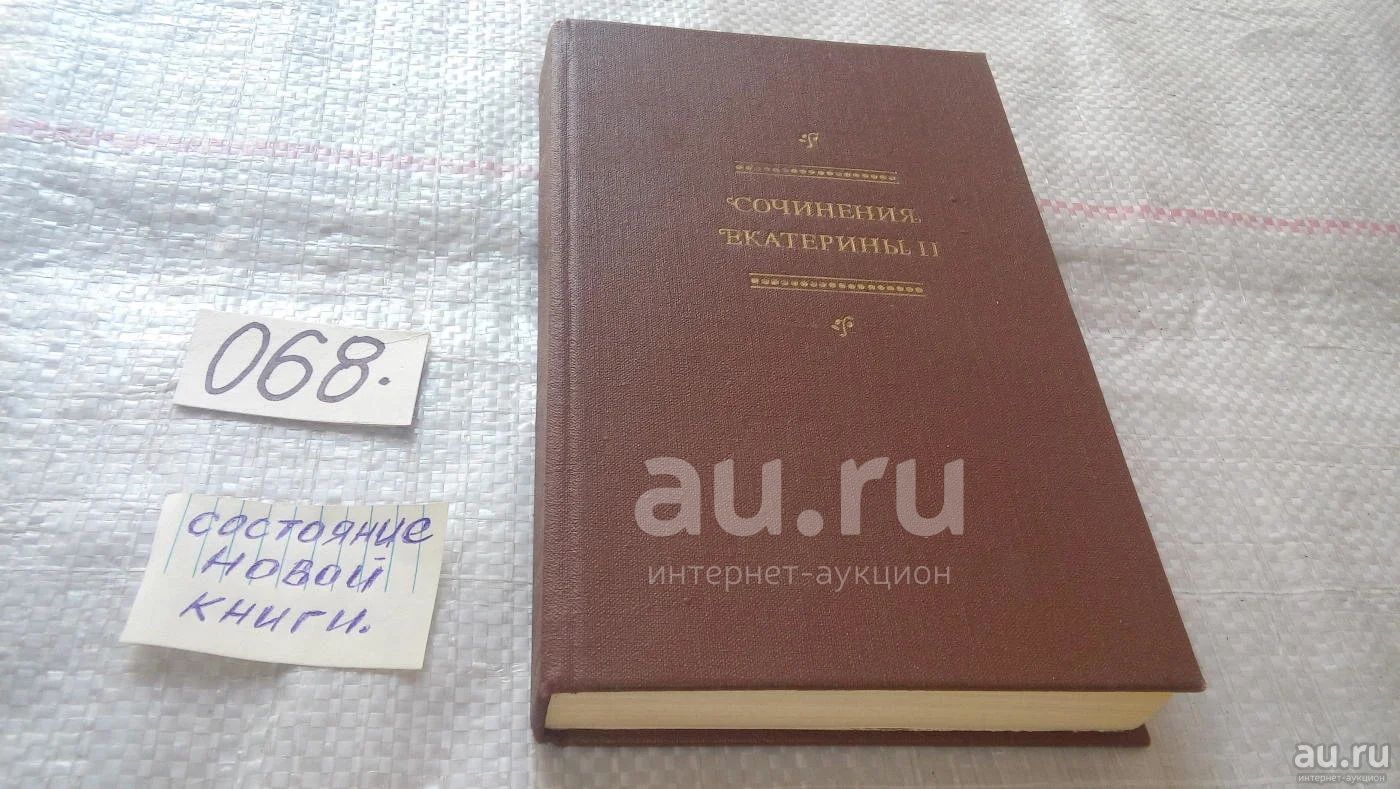 СОЧИНЕНИЯ
ЕКАТЕРИНЫ II
068.
состояние
новой
книги.
au.ru
интернет-аукцион
au.ru
интернет-аукцион